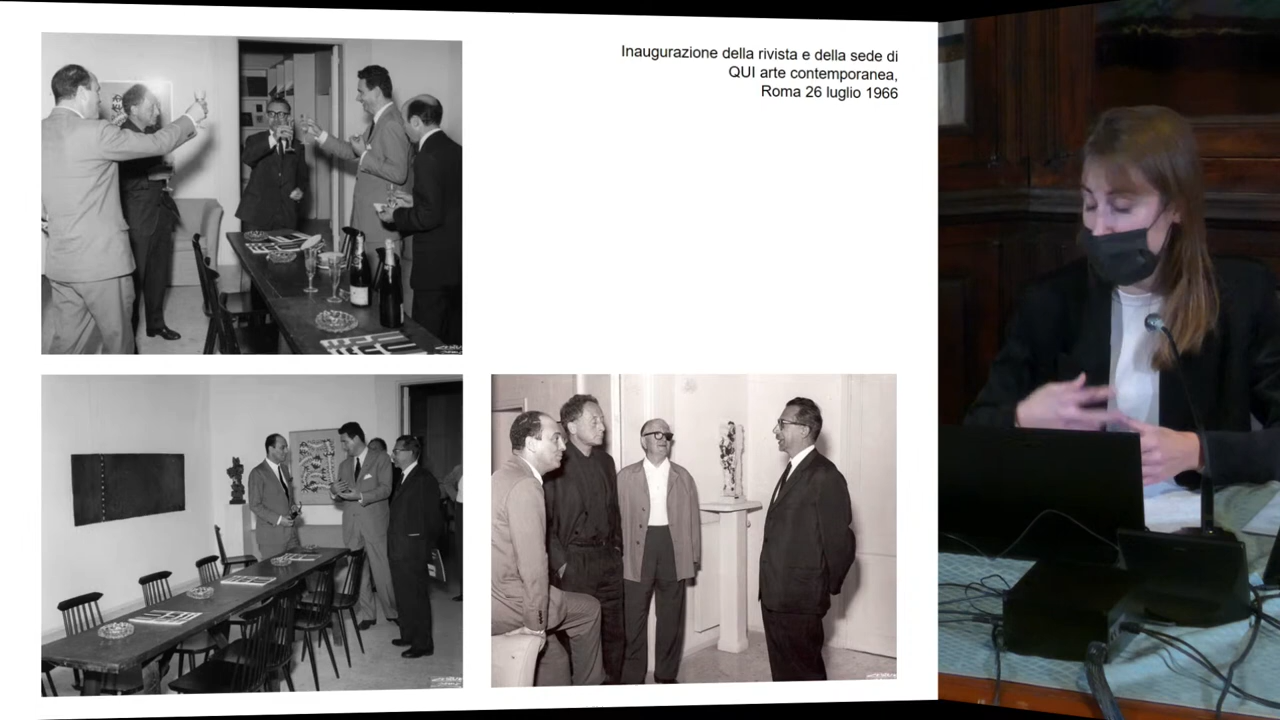 Inaugurazione della rivista e della sede di
QUI arte contemporanea,
Roma 26 luglio 1966